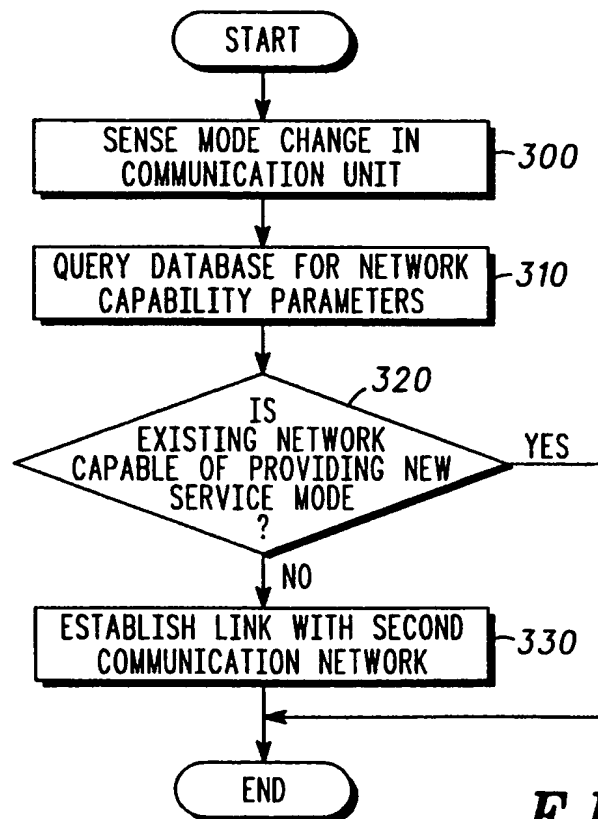 START
SENSE MODE CHANGE IN
COMMUNICATION UNIT
300
QUERY DATABASE FOR NETWORK
CAPABILITY PARAMETERS
310
320
IS
EXISTING NETWORK
CAPABLE OF PROVIDING NEW
SERVICE MODE
?
YES
NO
ESTABLISH LINK WITH SECOND
COMMUNICATION NETWORK
330
END